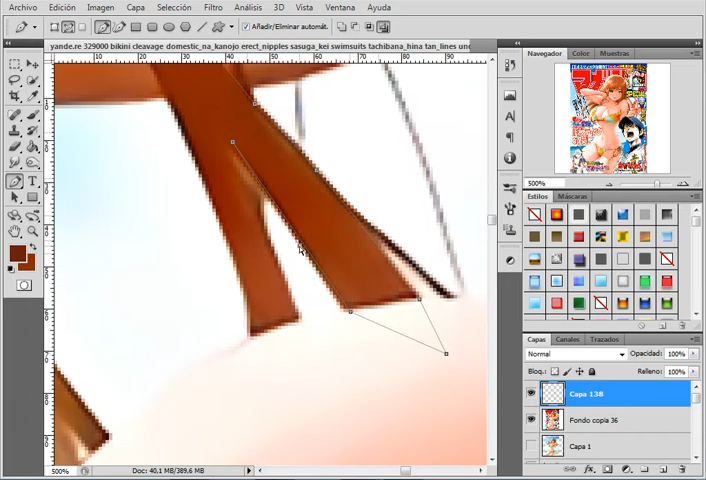 Archivo Edición Imagen Capa Selección Filtro Análisis 3D Vista Ventana Ayuda
Añadir/Eliminar automát.
yande.re 329000 bikini cleavage domestic_na_kanojo erect_nipples sasuga_kei swimsuits tachibana_hina tan_lines und
Navegador Color Muestras
500%
Estilos Máscaras
Capas Canales Trazados
Normal Opacidad: 100%
Bloq.: Relleno: 100%
Capa 138
Fondo copia 36
Capa 1
500% Doc: 40,1 MB/389,6 MB